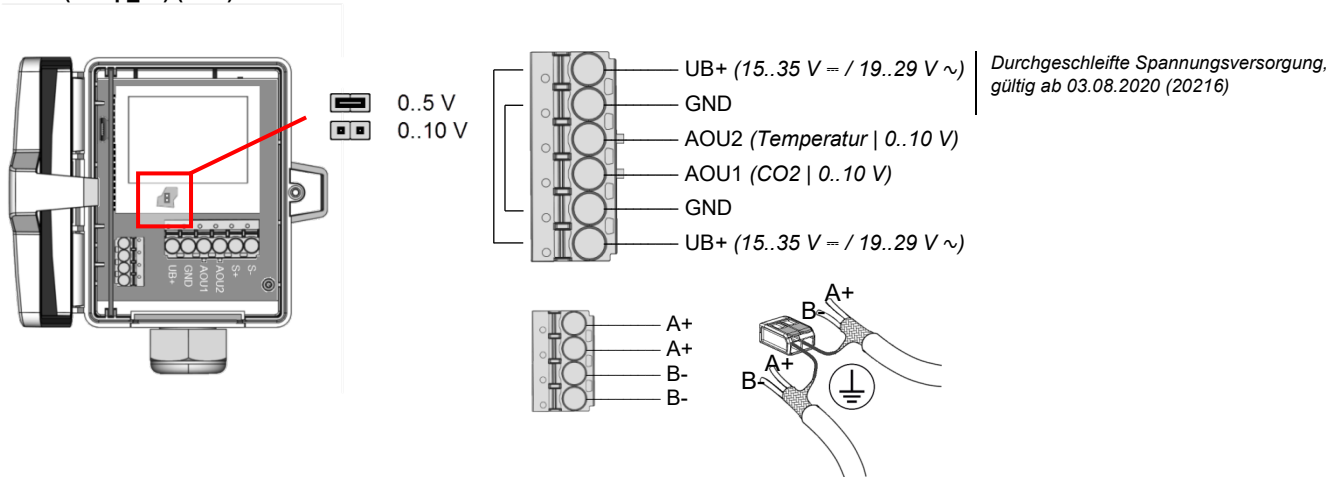 0..5 V
0..10 V
UB+
GND
AOU1
AOU2
S+
S-
UB+ (15..35 V ⎓ / 19..29 V ∿)
GND
AOU2 (Temperatur | 0..10 V)
AOU1 (CO2 | 0..10 V)
GND
UB+ (15..35 V ⎓ / 19..29 V ∿)
Durchgeschleifte Spannungsversorgung,
gültig ab 03.08.2020 (20216)
A+
A+
B-
B-
A+
B-
A+
B-